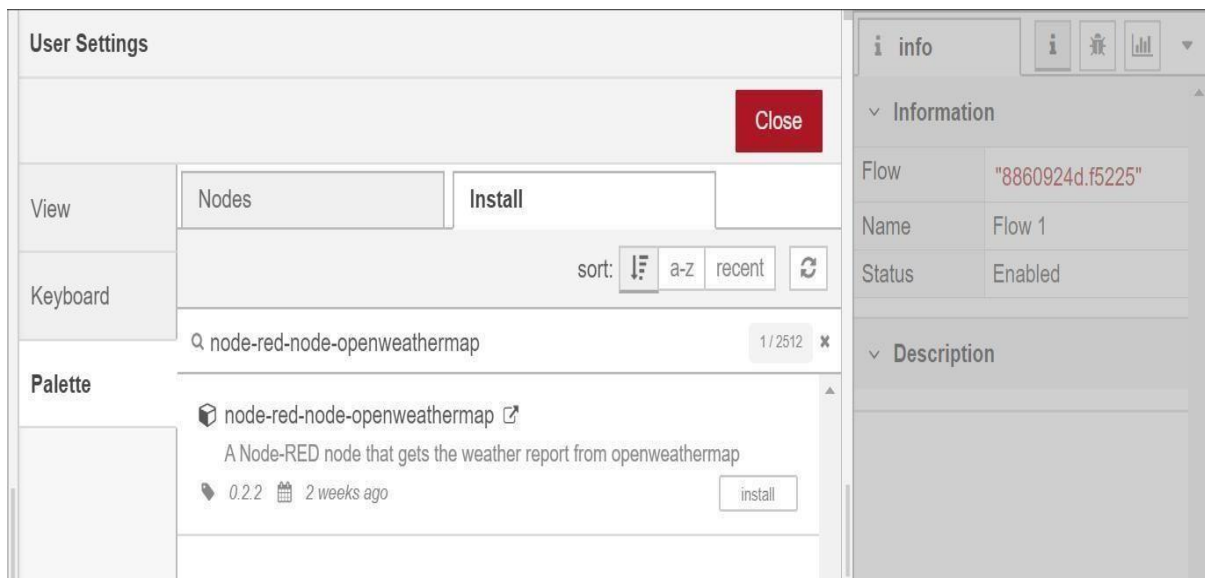 User Settings
Close
View
Keyboard
Palette
Nodes
Install
sort: a-z recent
node-red-node-openweathermap 1 / 2512
node-red-node-openweathermap
A Node-RED node that gets the weather report from openweathermap
0.2.2 2 weeks ago
install
info
Information
Flow "8860924d.f5225"
Name Flow 1
Status Enabled
Description